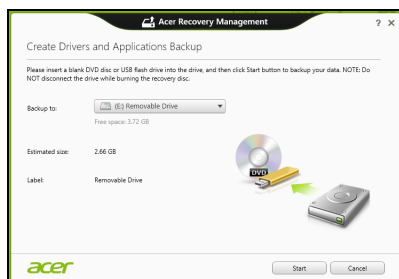 Acer Recovery Management
? X
Create Drivers and Applications Backup
Please insert a blank DVD disc or USB flash drive into the drive, and then click Start button to backup your data. NOTE: Do
NOT disconnect the drive while burning the recovery disc.
Backup to:
(E:) Removable Drive
Free space: 3.72 GB
Estimated size:
2.66 GB
Label:
Removable Drive
DVD
acer
Start
Cancel